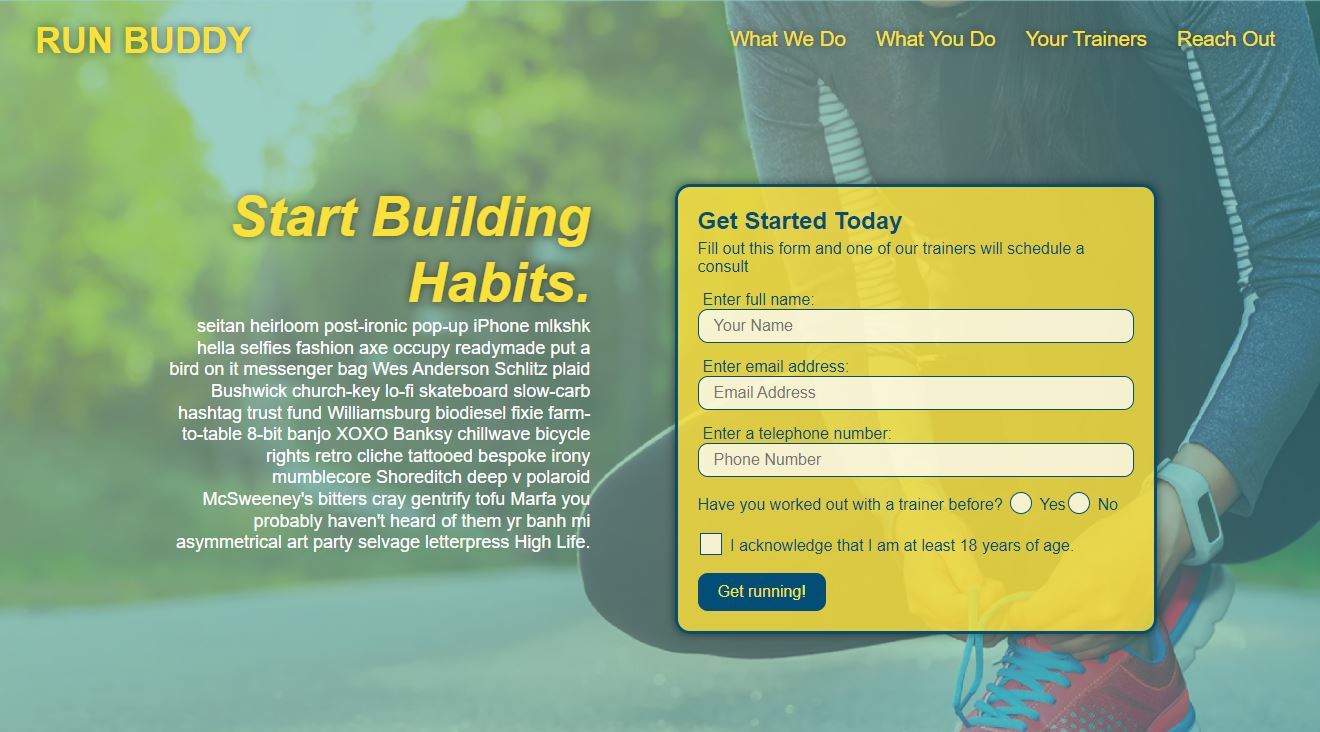 RUN BUDDY
What We Do
What You Do
Your Trainers
Reach Out
Start Building
Habits.
seitan heirloom post-ironic pop-up iPhone mlkshk
hella selfies fashion axe occupy readymade put a
bird on it messenger bag Wes Anderson Schlitz plaid
Bushwick church-key lo-fi skateboard slow-carb
hashtag trust fund Williamsburg biodiesel fixie farm-
to-table 8-bit banjo XOXO Banksy chillwave bicycle
rights retro cliche tattooed bespoke irony
mumblecore Shoreditch deep v polaroid
McSweeney's bitters cray gentrify tofu Marfa you
probably haven't heard of them yr banh mi
asymmetrical art party selvage letterpress High Life.
Get Started Today
Fill out this form and one of our trainers will schedule a
consult
Enter full name:
Your Name
Enter email address:
Email Address
Enter a telephone number:
Phone Number
Have you worked out with a trainer before? Yes No
I acknowledge that I am at least 18 years of age.
Get running!